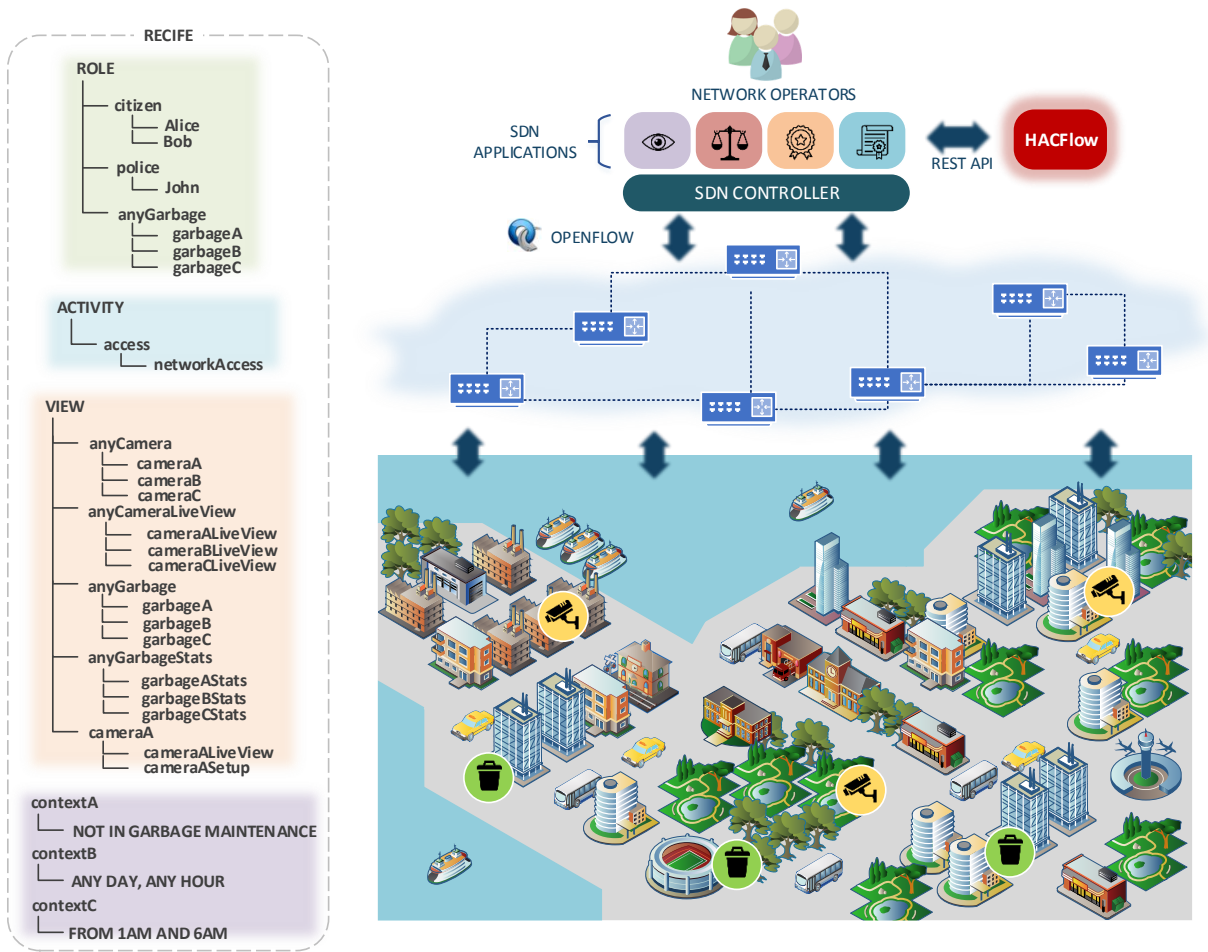 RECIFE
ROLE
citizen
Alice
Bob
police
John
anyGarbage
garbageA
garbageB
garbageC
ACTIVITY
access
networkAccess
VIEW
anyCamera
cameraA
cameraB
cameraC
anyCameraLiveView
cameraALiveView
cameraBLiveView
cameraCLiveView
anyGarbage
garbageA
garbageB
garbageC
anyGarbageStats
garbageAStats
garbageBStats
garbageCStats
cameraA
cameraALiveView
cameraASetup
contextA
NOT IN GARBAGE MAINTENANCE
contextB
ANY DAY, ANY HOUR
contextC
FROM 1AM AND 6AM
NETWORK OPERATORS
SDN
APPLICATIONS
REST API
HACFlow
SDN CONTROLLER
OPENFLOW